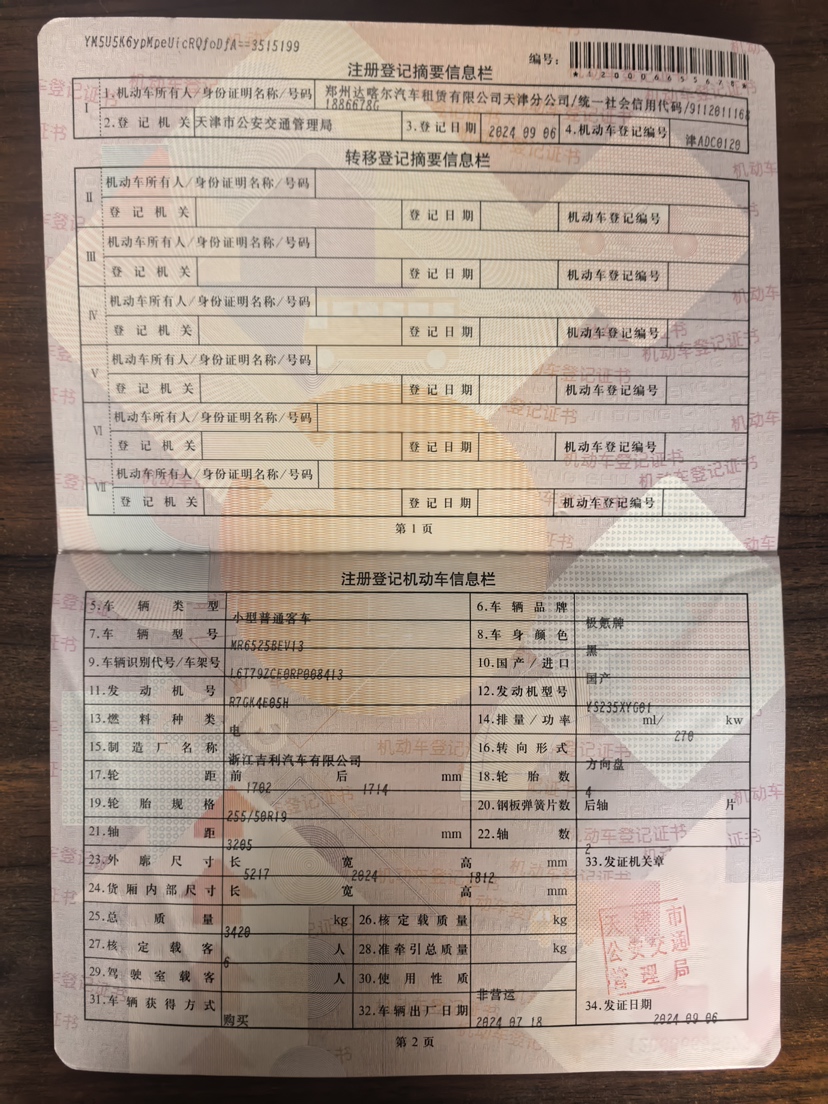 YM5U5K6ypMpeUicRQfoDfA==3515199
编号:
*120006655678*
注册登记摘要信息栏
I 1.机动车所有人/身份证明名称/号码 郑州达喀尔汽车租赁有限公司天津分公司/统一社会信用代码/911201116
1886678G
2.登记机关 天津市公安交通管理局 3.登记日期 2024 09 06 4.机动车登记编号 津ADC0120
转移登记摘要信息栏
II 机动车所有人/身份证明名称/号码
登记机关 登记日期 机动车登记编号
III 机动车所有人/身份证明名称/号码
登记机关 登记日期 机动车登记编号
IV 机动车所有人/身份证明名称/号码
登记机关 登记日期 机动车登记编号
V 机动车所有人/身份证明名称/号码
登记机关 登记日期 机动车登记编号
VI 机动车所有人/身份证明名称/号码
登记机关 登记日期 机动车登记编号
VII 机动车所有人/身份证明名称/号码
登记机关 登记日期 机动车登记编号
第1页
注册登记机动车信息栏
5.车辆类型 小型普通客车 6.车辆品牌 极氪牌
7.车辆型号 MR6525BEV13 8.车身颜色 黑
9.车辆识别代号/车架号 L6T79ZCE0RP008413 10.国产/进口 国产
11.发动机号 R7GK4E05H 12.发动机型号 YS235XYG01
13.燃料种类 电 14.排量/功率 ml/ 270 kw
15.制造厂名称 浙江吉利汽车有限公司 16.转向形式 方向盘
17.轮距 前 1702 后 1714 mm 18.轮胎数 4
19.轮胎规格 255/50R19 20.钢板弹簧片数 后轴 片
21.轴距 3205 mm 22.轴数 2
23.外廓尺寸 长 5217 宽 2024 高 1812 mm 33.发证机关章
24.货厢内部尺寸 长 宽 高 mm
25.总质量 3420 kg 26.核定载质量 kg
27.核定载客 6 人 28.准牵引总质量 kg
天津市
公安交通
管理局
29.驾驶室载客 人 30.使用性质 非营运
31.车辆获得方式 购买 32.车辆出厂日期 2024 07 18 34.发证日期 2024 09 06
第2页